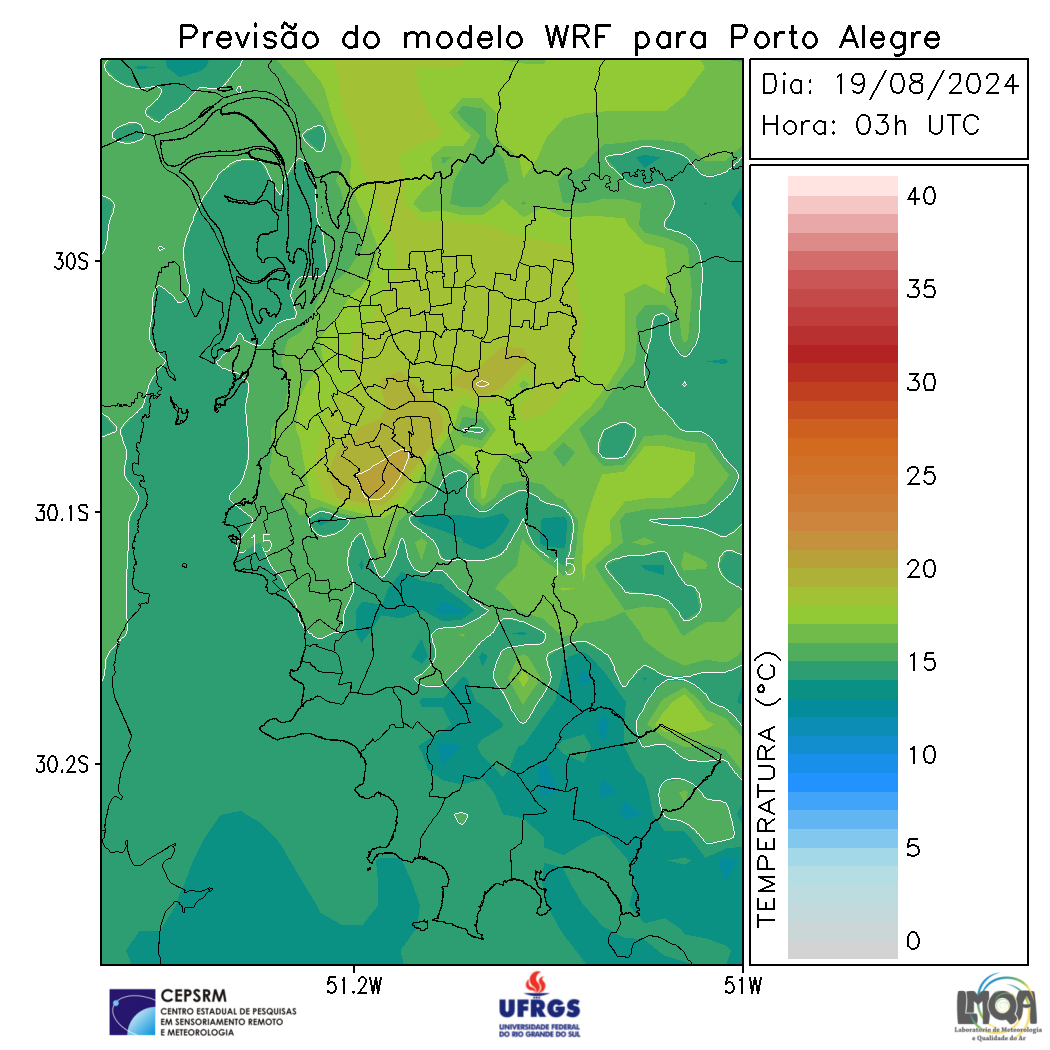 Previsão do modelo WRF para Porto Alegre
Dia: 19/08/2024
Hora: 03h UTC
40
35
30
25
20
15
10
5
0
TEMPERATURA (°C)
30S
30.1S
30.2S
51.2W
51W
15
15
CEPSRM
CENTRO ESTADUAL DE PESQUISAS
EM SENSORIAMENTO REMOTO
E METEOROLOGIA
UFRGS
UNIVERSIDADE FEDERAL
DO RIO GRANDE DO SUL
LMQA
Laboratório de Meteorologia
e Qualidade do Ar